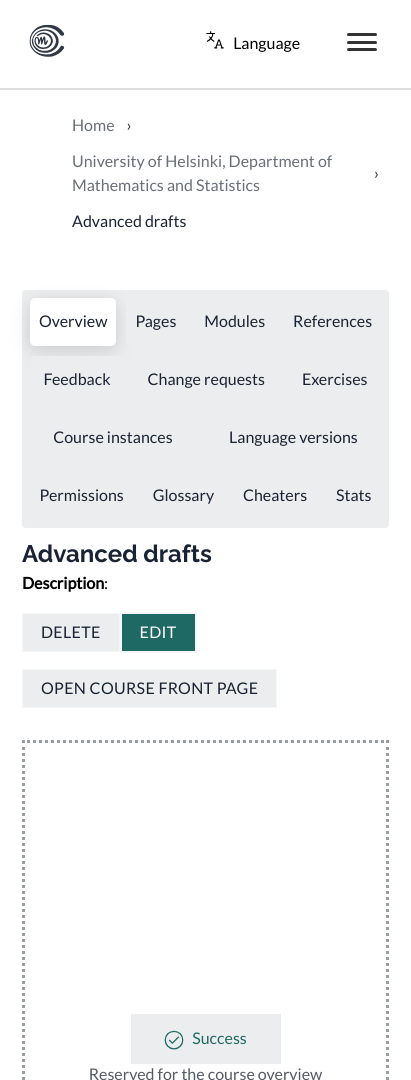 Language
Home ›
University of Helsinki, Department of
Mathematics and Statistics ›
Advanced drafts
Overview Pages Modules References
Feedback Change requests Exercises
Course instances Language versions
Permissions Glossary Cheaters Stats
Advanced drafts
Description:
DELETE EDIT
OPEN COURSE FRONT PAGE
Success
Reserved for the course overview